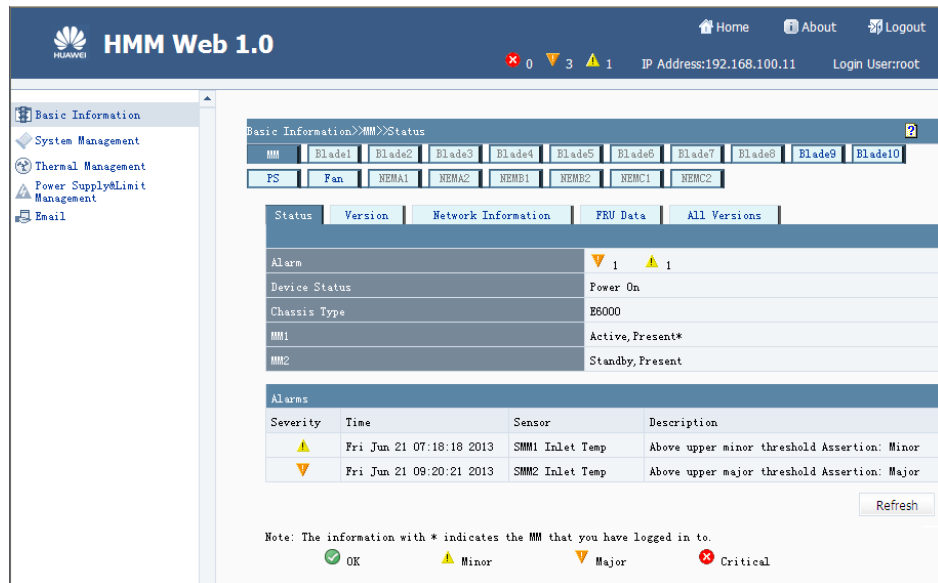 Home About Logout
HUAWEI HMM Web 1.0
0 3 1 IP Address:192.168.100.11 Login User:root
Basic Information
System Management
Thermal Management
Power Supply&Limit
Management
Email
Basic Information>>MM>>Status ?
MM Blade1 Blade2 Blade3 Blade4 Blade5 Blade6 Blade7 Blade8 Blade9 Blade10
PS Fan NEMA1 NEMA2 NEMB1 NEMB2 NEMC1 NEMC2
Status Version Network Information FRU Data All Versions
Alarm 1 1
Device Status Power On
Chassis Type E6000
MM1 Active,Present*
MM2 Standby,Present
Alarms
Severity Time Sensor Description
Fri Jun 21 07:18:18 2013 SMM1 Inlet Temp Above upper minor threshold Assertion: Minor
Fri Jun 21 09:20:21 2013 SMM2 Inlet Temp Above upper major threshold Assertion: Major
Refresh
Note: The information with * indicates the MM that you have logged in to.
OK Minor Major Critical